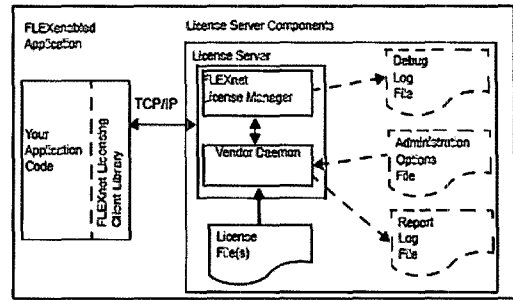 FLEXenabled
Application
Your
Application
Code
FLEXnet Licensing
Client Library
TCP/IP
License Server Components
License Server
FLEXnet
License Manager
Vendor Daemon
License
File(s)
Debug
Log
File
Administration
Options
File
Report
Log
File